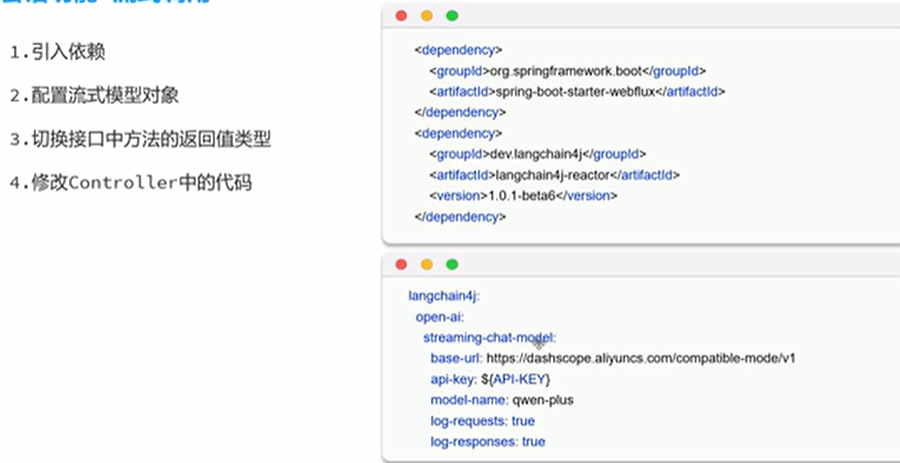 1.引入依赖
2.配置流式模型对象
3.切换接口中方法的返回值类型
4.修改Controller中的代码
<dependency>
<groupId>org.springframework.boot</groupId>
<artifactId>spring-boot-starter-webflux</artifactId>
</dependency>
<dependency>
<groupId>dev.langchain4j</groupId>
<artifactId>langchain4j-reactor</artifactId>
<version>1.0.1-beta6</version>
</dependency>
langchain4j:
open-ai:
streaming-chat-model:
base-url: https://dashscope.aliyuncs.com/compatible-mode/v1
api-key: ${API-KEY}
model-name: qwen-plus
log-requests: true
log-responses: true